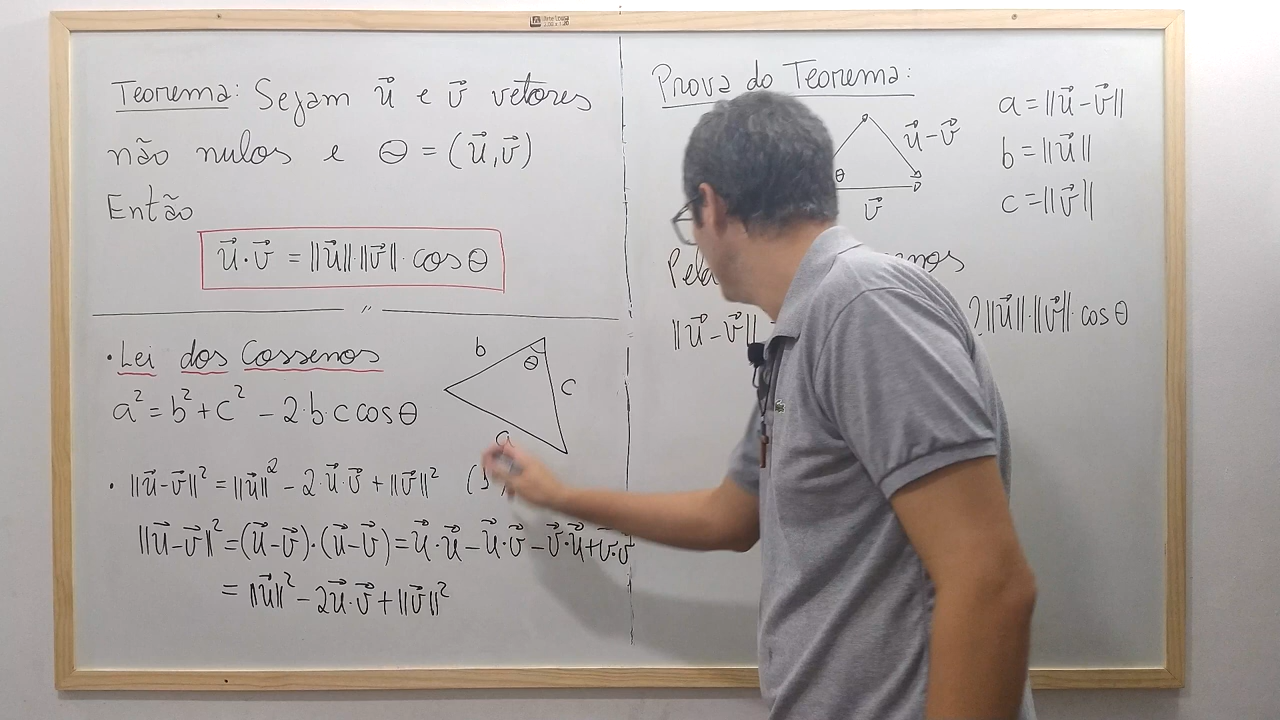 Teorema: Sejam u⃗ e v⃗ vetores
não nulos e θ = (u⃗,v⃗)
Então
u⃗·v⃗ = ||u⃗||·||v⃗||·cos θ
"
• Lei dos Cossenos
a² = b² + c² - 2·b·c cos θ
b
θ
c
a
• ||u⃗-v⃗||² = ||u⃗||² - 2·u⃗·v⃗ + ||v⃗||²
||u⃗-v⃗||² = (u⃗-v⃗)·(u⃗-v⃗) = u⃗·u⃗ - u⃗·v⃗ - v⃗·u⃗ + v⃗·v⃗
= ||u⃗||² - 2u⃗·v⃗ + ||v⃗||²
Prova do Teorema:
u⃗-v⃗
θ
v⃗
a = ||u⃗-v⃗||
b = ||u⃗||
c = ||v⃗||
||u⃗-v⃗|| 2||u⃗||·||v⃗||·cos θ